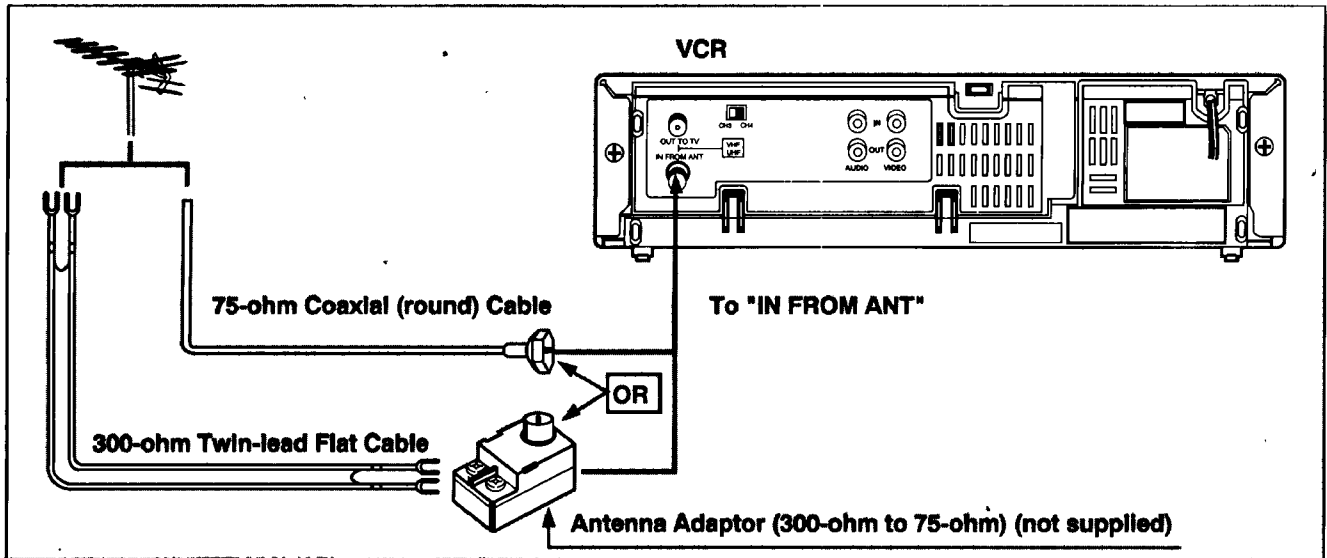 VCR
CH3 CH4
OUT TO TV
VHF
UHF
IN FROM ANT
IN
OUT
AUDIO VIDEO
75-ohm Coaxial (round) Cable
To "IN FROM ANT"
OR
300-ohm Twin-lead Flat Cable
Antenna Adaptor (300-ohm to 75-ohm) (not supplied)